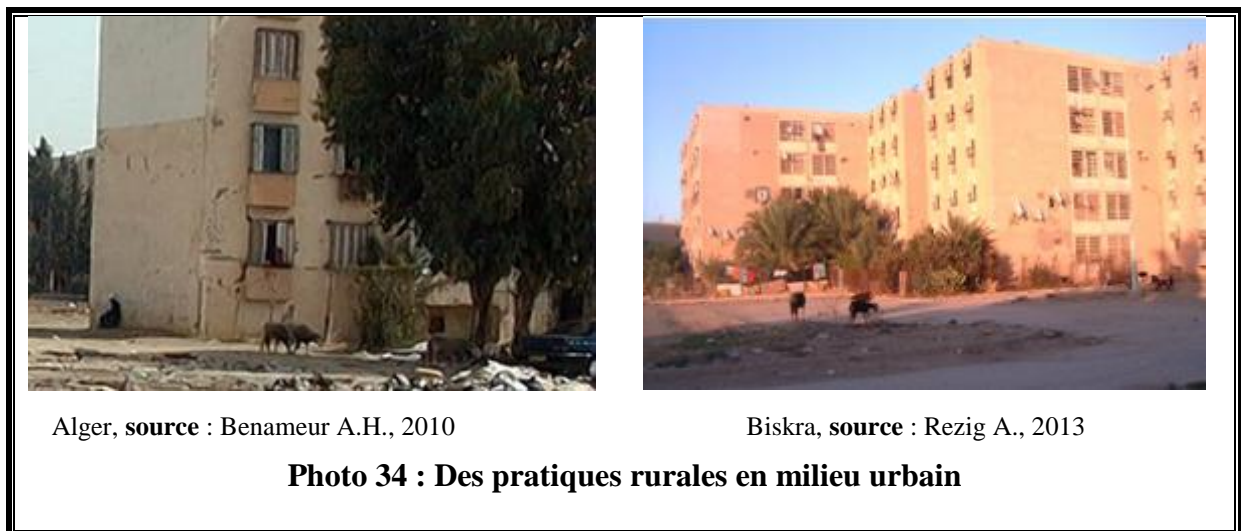 Alger, source : Benameur A.H., 2010
Biskra, source : Rezig A., 2013
Photo 34 : Des pratiques rurales en milieu urbain